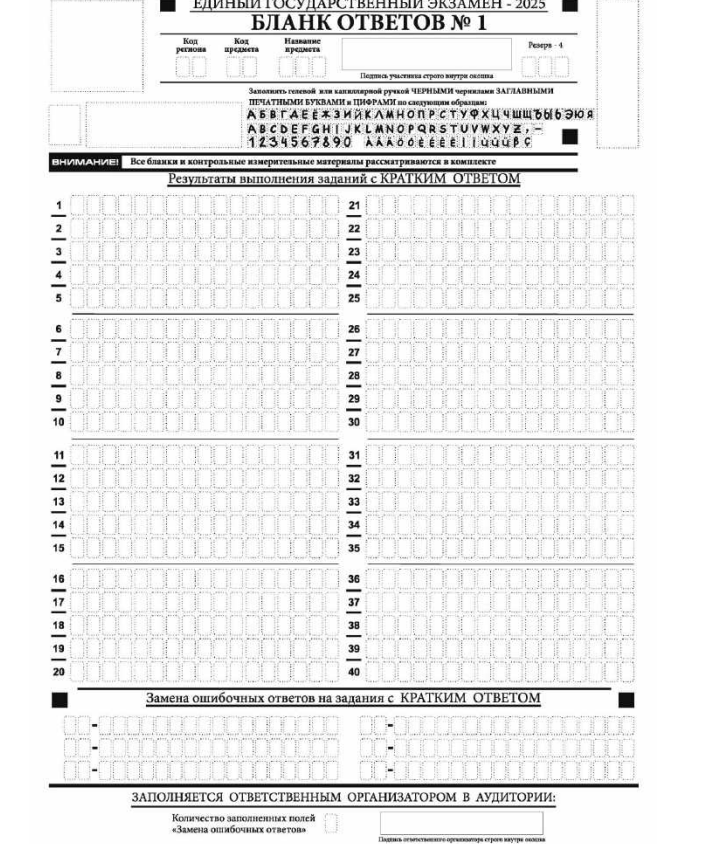 ЕДИНЫЙ ГОСУДАРСТВЕННЫЙ ЭКЗАМЕН - 2025
БЛАНК ОТВЕТОВ № 1
Код региона
Код предмета
Название предмета
Резерв - 4
Подпись участника строго внутри окошка
Заполнять гелевой или капиллярной ручкой ЧЕРНЫМИ чернилами ЗАГЛАВНЫМИ
ПЕЧАТНЫМИ БУКВАМИ и ЦИФРАМИ по следующим образцам:
АБВГДЕЁЖЗИЙКЛМНОПРСТУФХЦЧШЩЪЫЬЭЮЯ
ABCDEFGHIJKLMNOPQRSTUVWXYZ,-
1234567890
ВНИМАНИЕ! Все бланки и контрольные измерительные материалы рассматриваются в комплекте
Результаты выполнения заданий с КРАТКИМ ОТВЕТОМ
1
2
3
4
5
6
7
8
9
10
11
12
13
14
15
16
17
18
19
20
21
22
23
24
25
26
27
28
29
30
31
32
33
34
35
36
37
38
39
40
Замена ошибочных ответов на задания с КРАТКИМ ОТВЕТОМ
- -
- -
- -
ЗАПОЛНЯЕТСЯ ОТВЕТСТВЕННЫМ ОРГАНИЗАТОРОМ В АУДИТОРИИ:
Количество заполненных полей
«Замена ошибочных ответов»
Подпись ответственного организатора строго внутри окошка